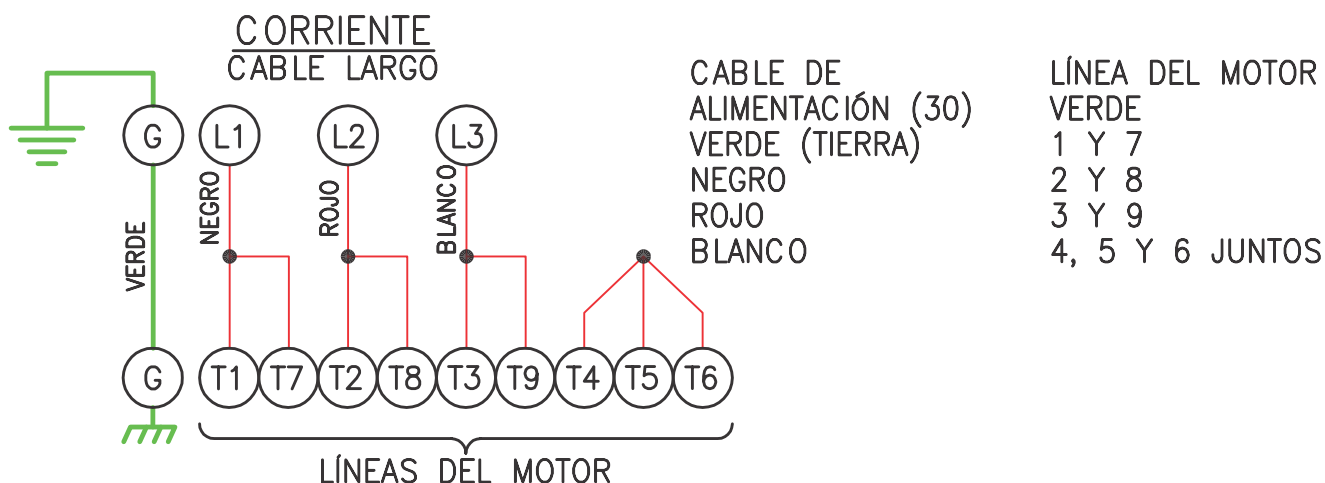 CORRIENTE
CABLE LARGO
G
L1
L2
L3
VERDE
NEGRO
ROJO
BLANCO
G
T1
T7
T2
T8
T3
T9
T4
T5
T6
LÍNEAS DEL MOTOR
CABLE DE
ALIMENTACIÓN (30)
VERDE (TIERRA)
NEGRO
ROJO
BLANCO
LÍNEA DEL MOTOR
VERDE
1 Y 7
2 Y 8
3 Y 9
4, 5 Y 6 JUNTOS